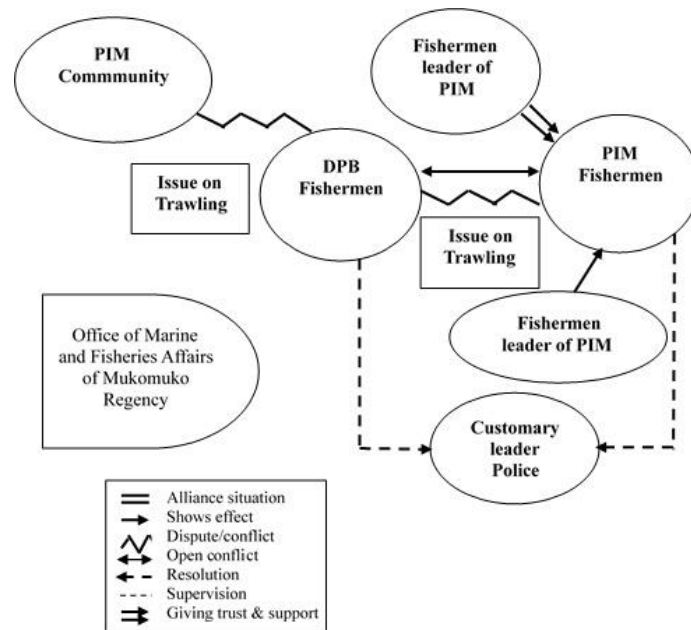 PIM
Commmunity
Fishermen
leader of
PIM
DPB
Fishermen
PIM
Fishermen
Issue on
Trawling
Issue on
Trawling
Office of Marine
and Fisheries Affairs
of Mukomuko
Regency
Fishermen
leader of PIM
Customary
leader
Police
Alliance situation
Shows effect
Dispute/conflict
Open conflict
Resolution
Supervision
Giving trust & support